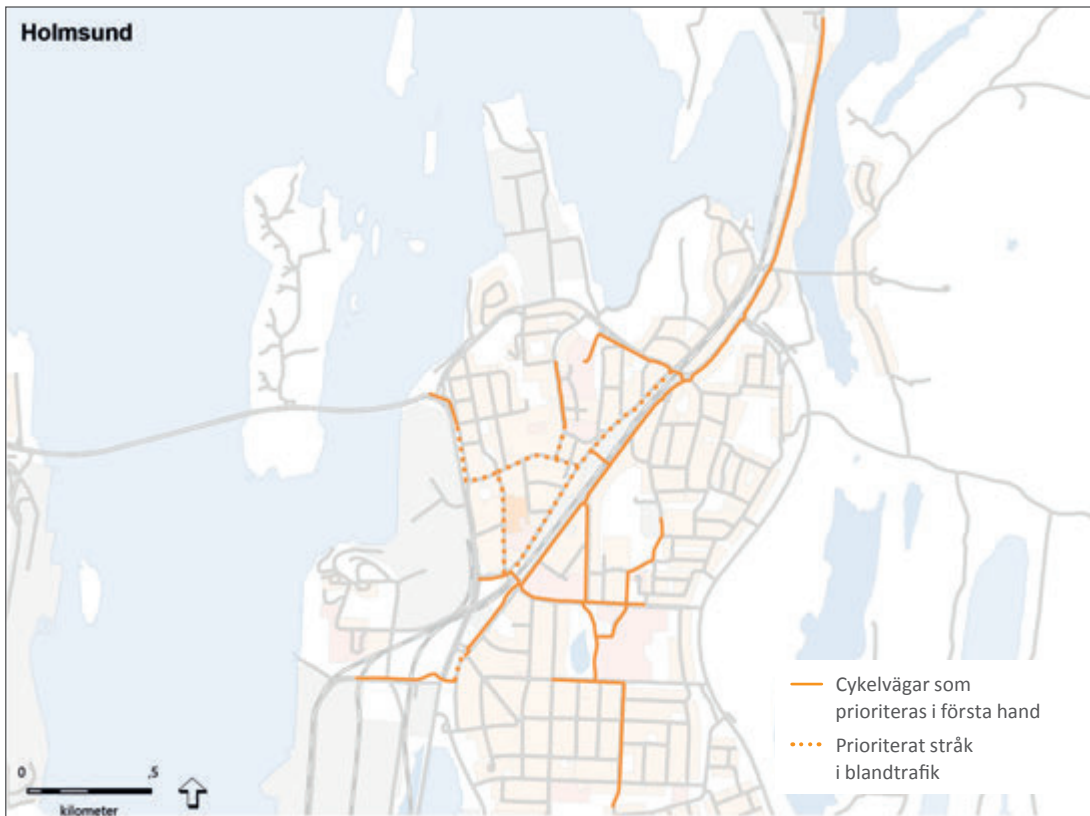 Holmsund
Cykelvägar som
prioriteras i första hand
Prioriterat stråk
i blandtrafik
0 ,5
kilometer